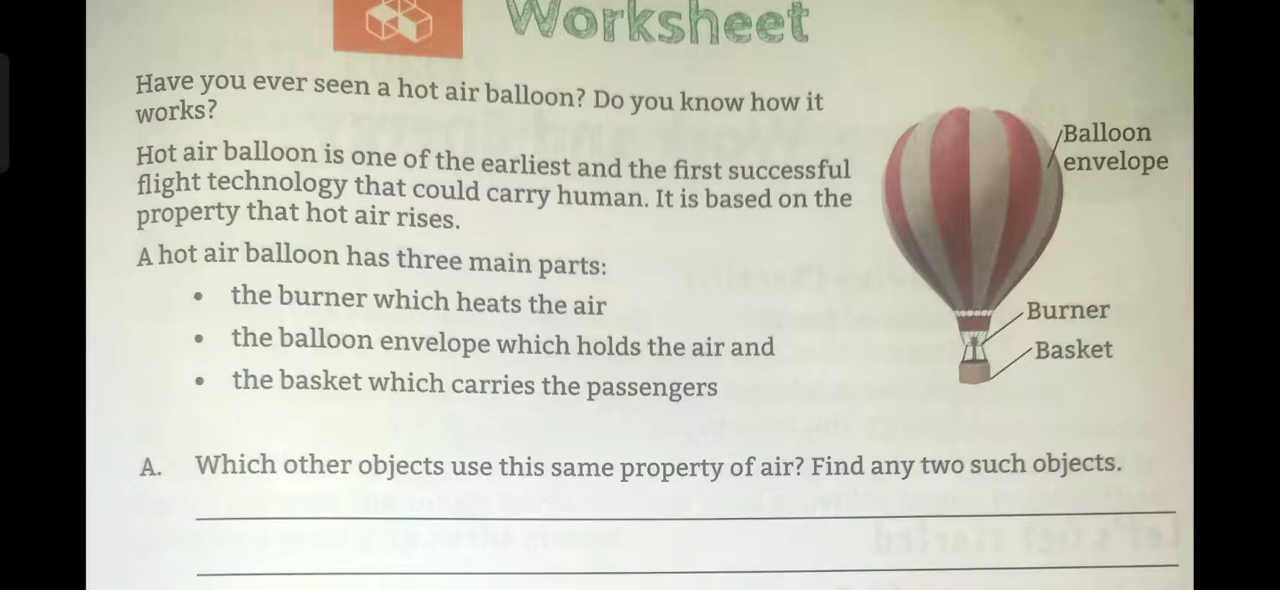 Worksheet
Have you ever seen a hot air balloon? Do you know how it
works?
Hot air balloon is one of the earliest and the first successful
flight technology that could carry human. It is based on the
property that hot air rises.
A hot air balloon has three main parts:
• the burner which heats the air
• the balloon envelope which holds the air and
• the basket which carries the passengers
Balloon
envelope
Burner
Basket
A. Which other objects use this same property of air? Find any two such objects.